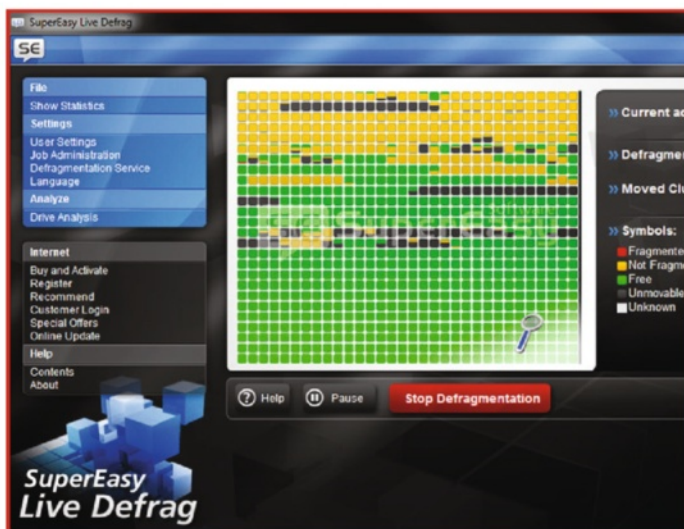 SuperEasy Live Defrag
SE
File
Show Statistics
Settings
User Settings
Job Administration
Defragmentation Service
Language
Analyze
Drive Analysis
Internet
Buy and Activate
Register
Recommend
Customer Login
Special Offers
Online Update
Help
Contents
About
SuperEasy
Live Defrag
SuperEasy
Help
Pause
Stop Defragmentation
» Current ac
» Defragmen
» Moved Clu
» Symbols:
Fragmente
Not Fragme
Free
Unmovable
Unknown